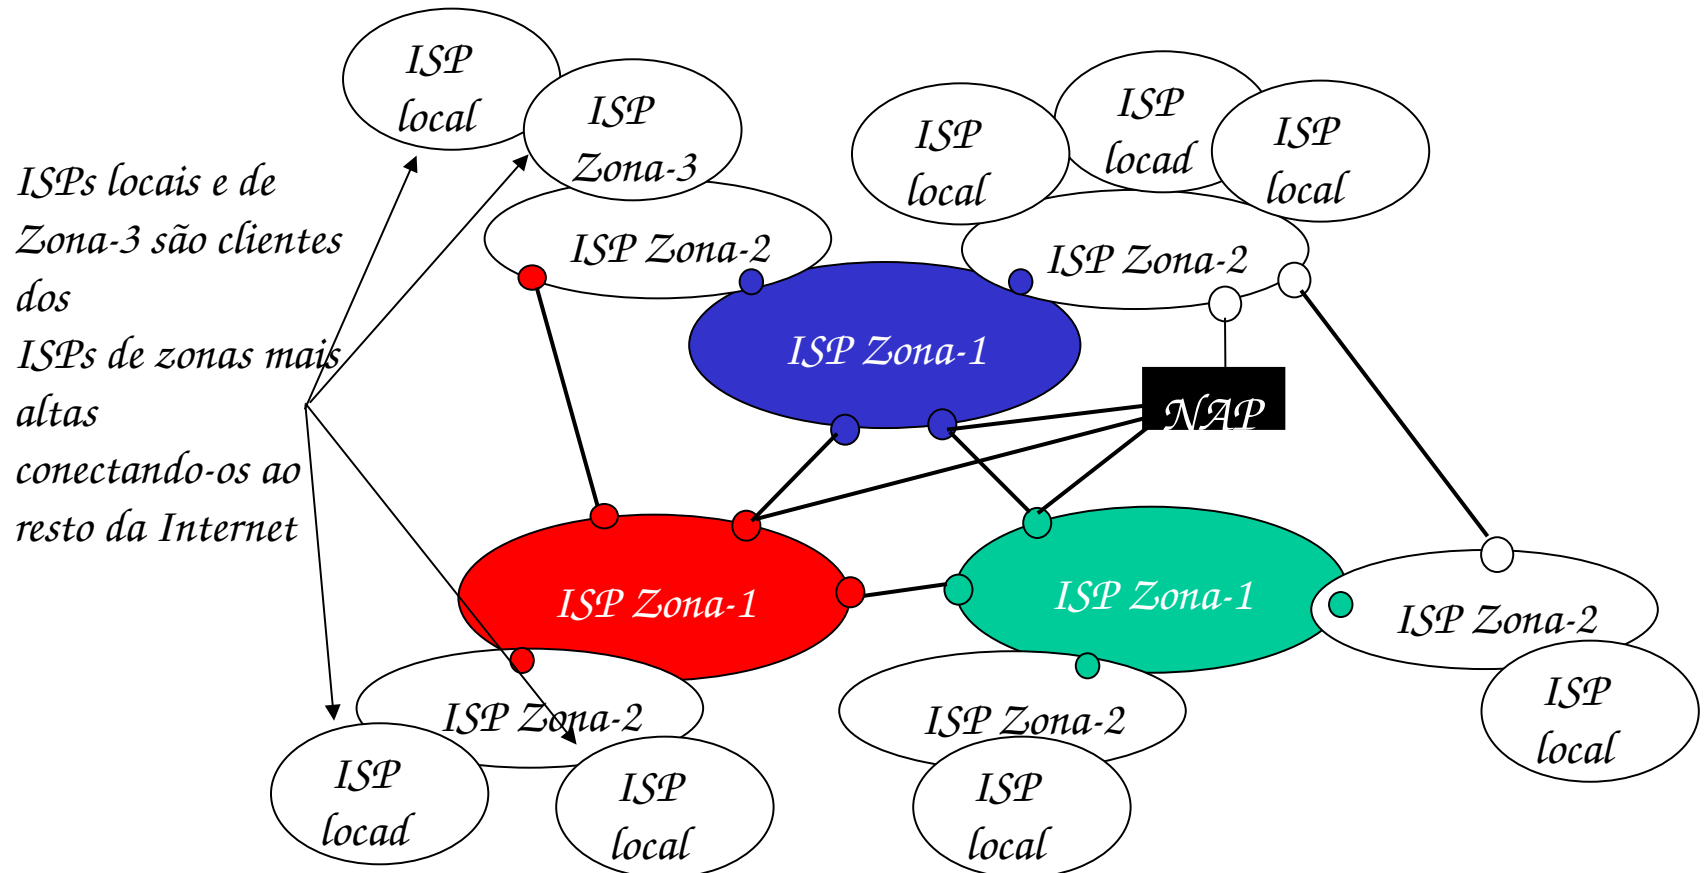 ISP
local
ISP
Zona-3
ISP
local
ISP
locad
ISP
local
ISPs locais e de
Zona-3 são clientes
dos
ISPs de zonas mais
altas
conectando-os ao
resto da Internet
ISP Zona-2
ISP Zona-2
ISP Zona-1
NAP
ISP Zona-1
ISP Zona-1
ISP Zona-2
ISP
local
ISP Zona-2
ISP Zona-2
ISP
locad
ISP
local
ISP
local